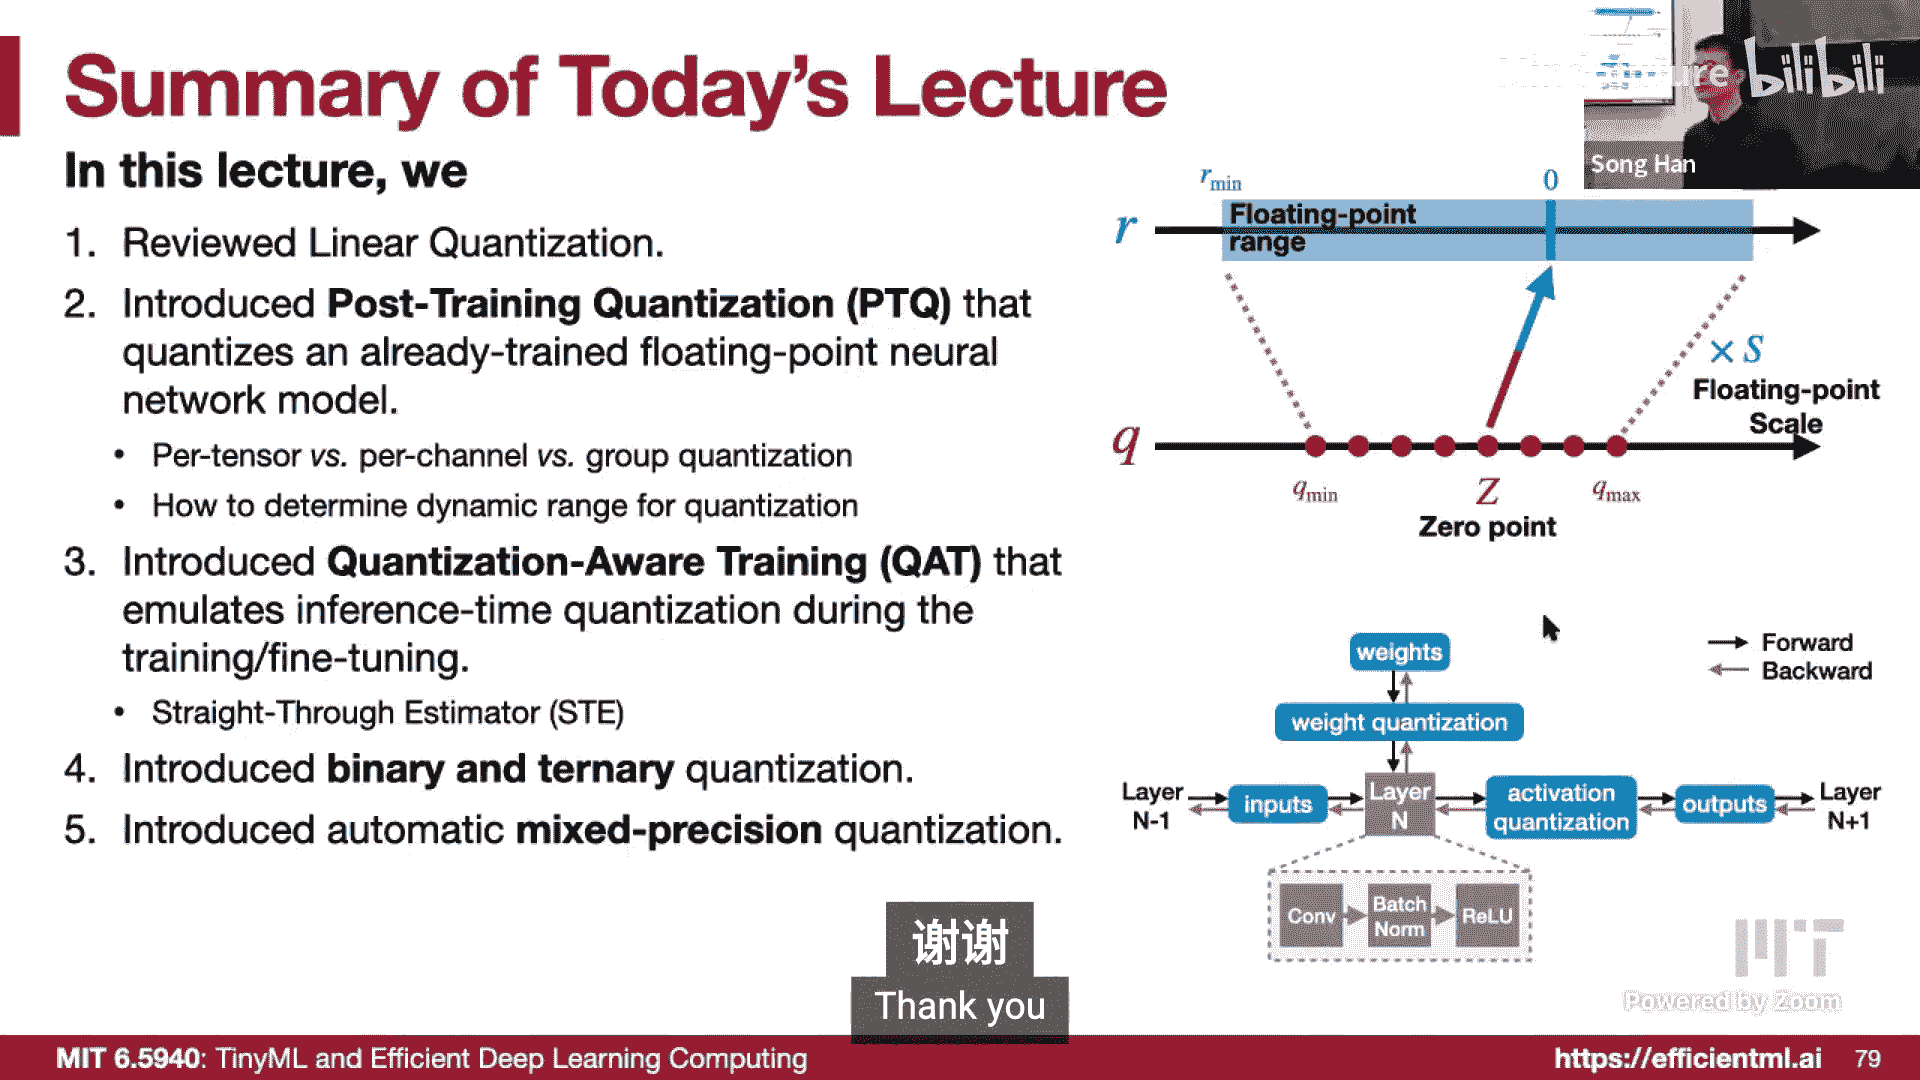 Summary of Today's Lecture
bilibili
Song Han
In this lecture, we
1. Reviewed Linear Quantization.
2. Introduced Post-Training Quantization (PTQ) that
quantizes an already-trained floating-point neural
network model.
• Per-tensor vs. per-channel vs. group quantization
• How to determine dynamic range for quantization
3. Introduced Quantization-Aware Training (QAT) that
emulates inference-time quantization during the
training/fine-tuning.
• Straight-Through Estimator (STE)
4. Introduced binary and ternary quantization.
5. Introduced automatic mixed-precision quantization.
r min
0
r
Floating-point
range
× S
Floating-point
Scale
q
q min
Z
q max
Zero point
Forward
Backward
weights
weight quantization
Layer
N-1
inputs
Layer
N
activation
quantization
outputs
Layer
N+1
Conv
Batch
Norm
ReLU
谢谢
Thank you
MIT
Powered by Zoom
MIT 6.5940: TinyML and Efficient Deep Learning Computing
https://efficientml.ai
79